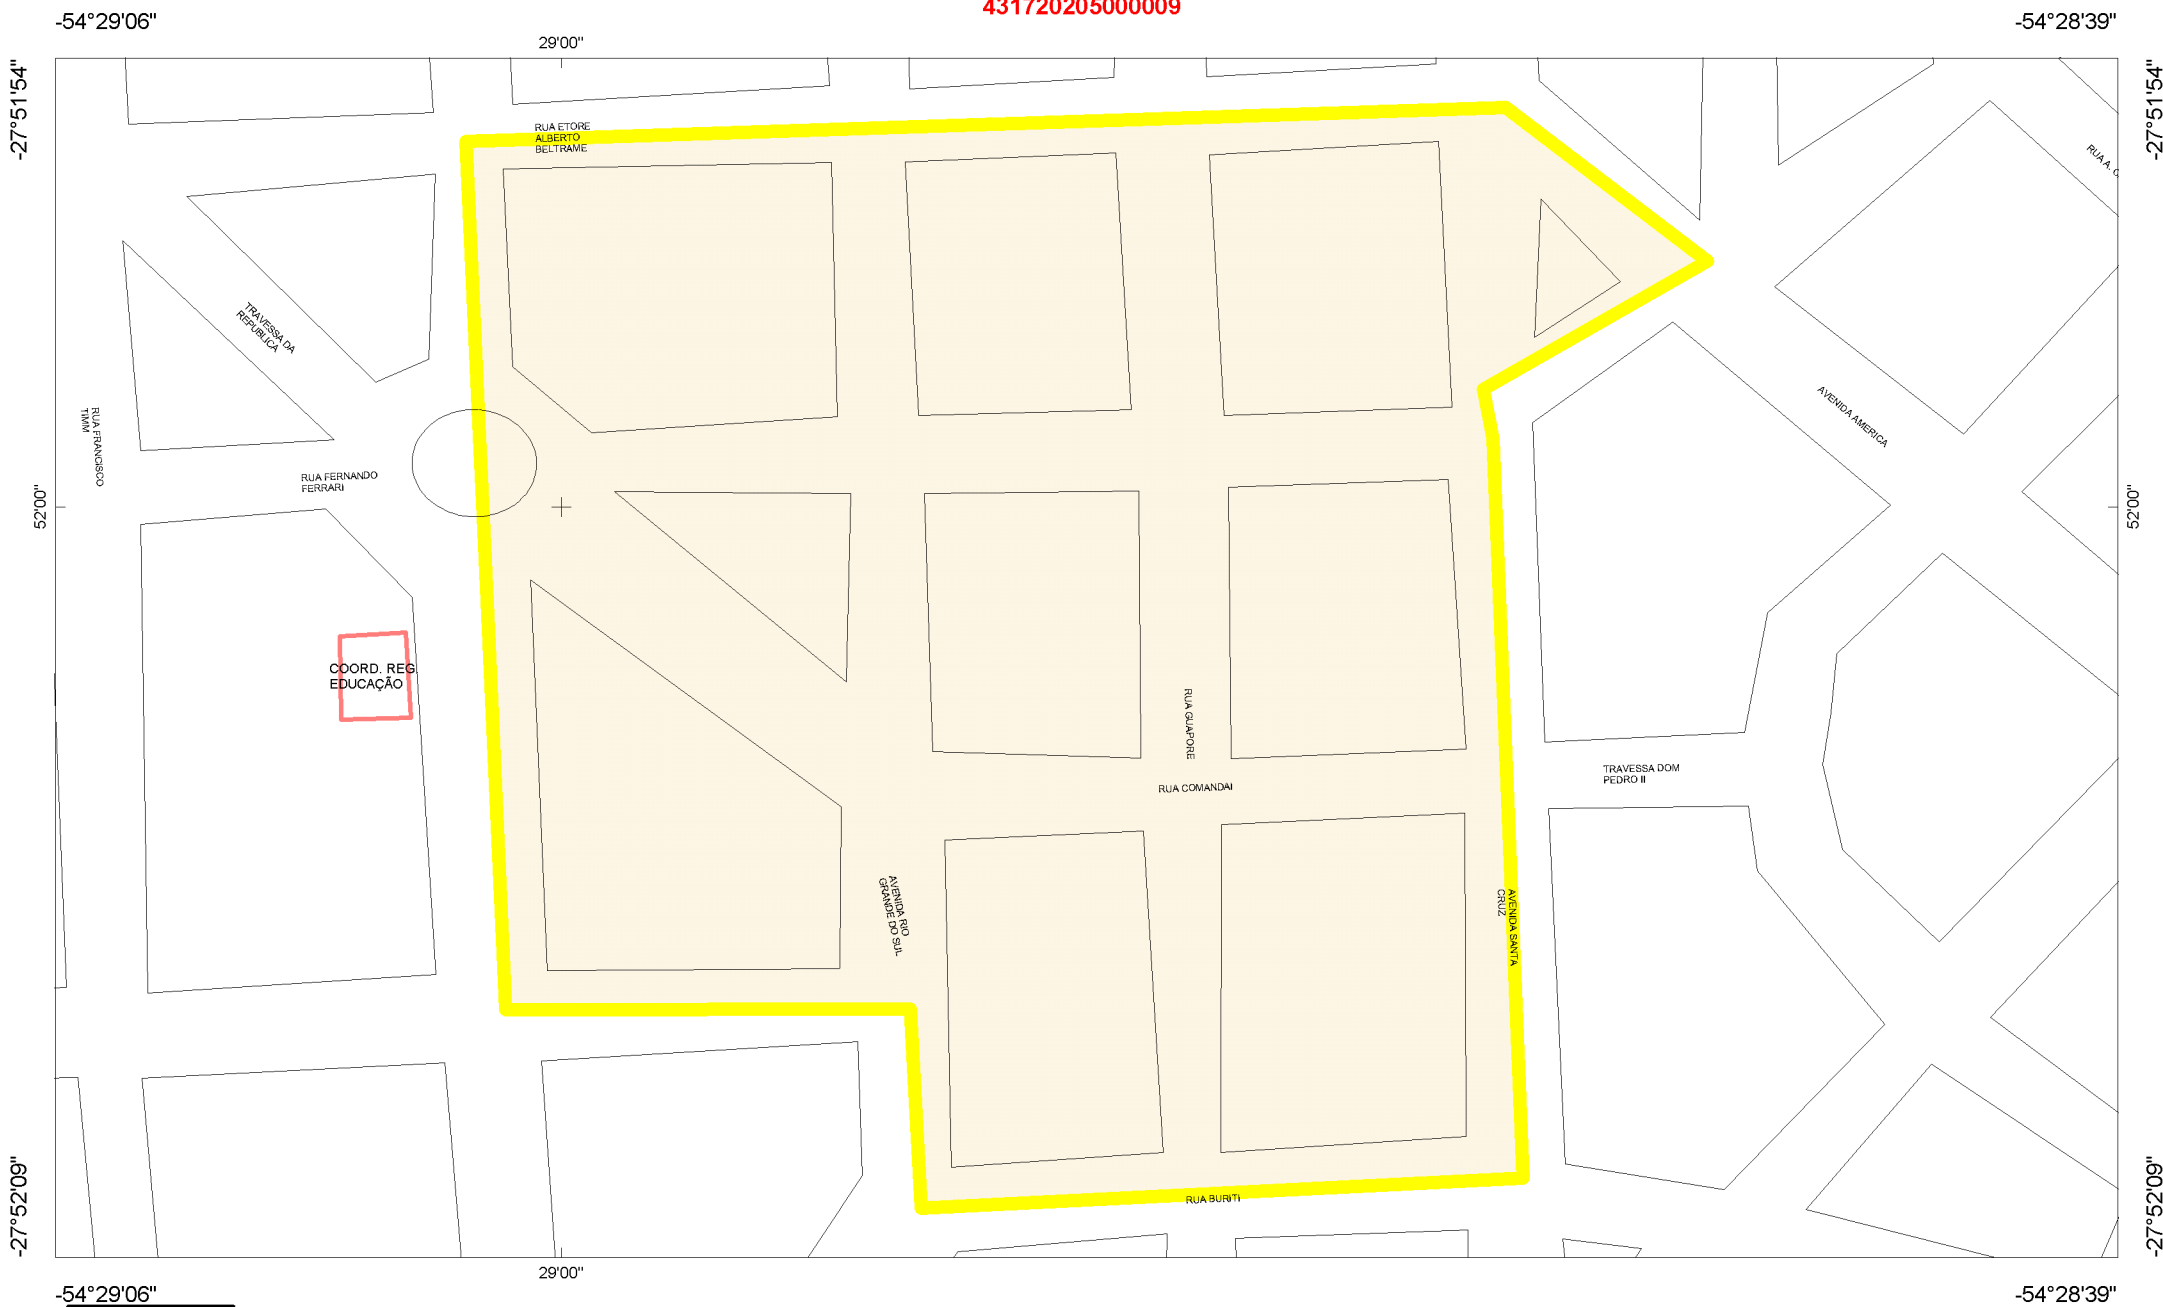 431720205000009
-54°29'06"
-54°28'39"
29'00"
-27°51'54"
-27°51'54"
RUA ETORE
ALBERTO
BELTRAME
RUA A. C.
TRAVESSA DA
REPUBLICA
AVENIDA AMERICA
RUA FRANCISCO
TIMM
RUA FERNANDO
FERRARI
52'00"
52'00"
COORD. REG.
EDUCAÇÃO
RUA GUAPORE
TRAVESSA DOM
PEDRO II
RUA COMANDAI
AVENIDA RIO
GRANDE DO SUL
AVENIDA SANTA
CRUZ
RUA BURITI
-27°52'09"
-27°52'09"
29'00"
-54°29'06"
-54°28'39"